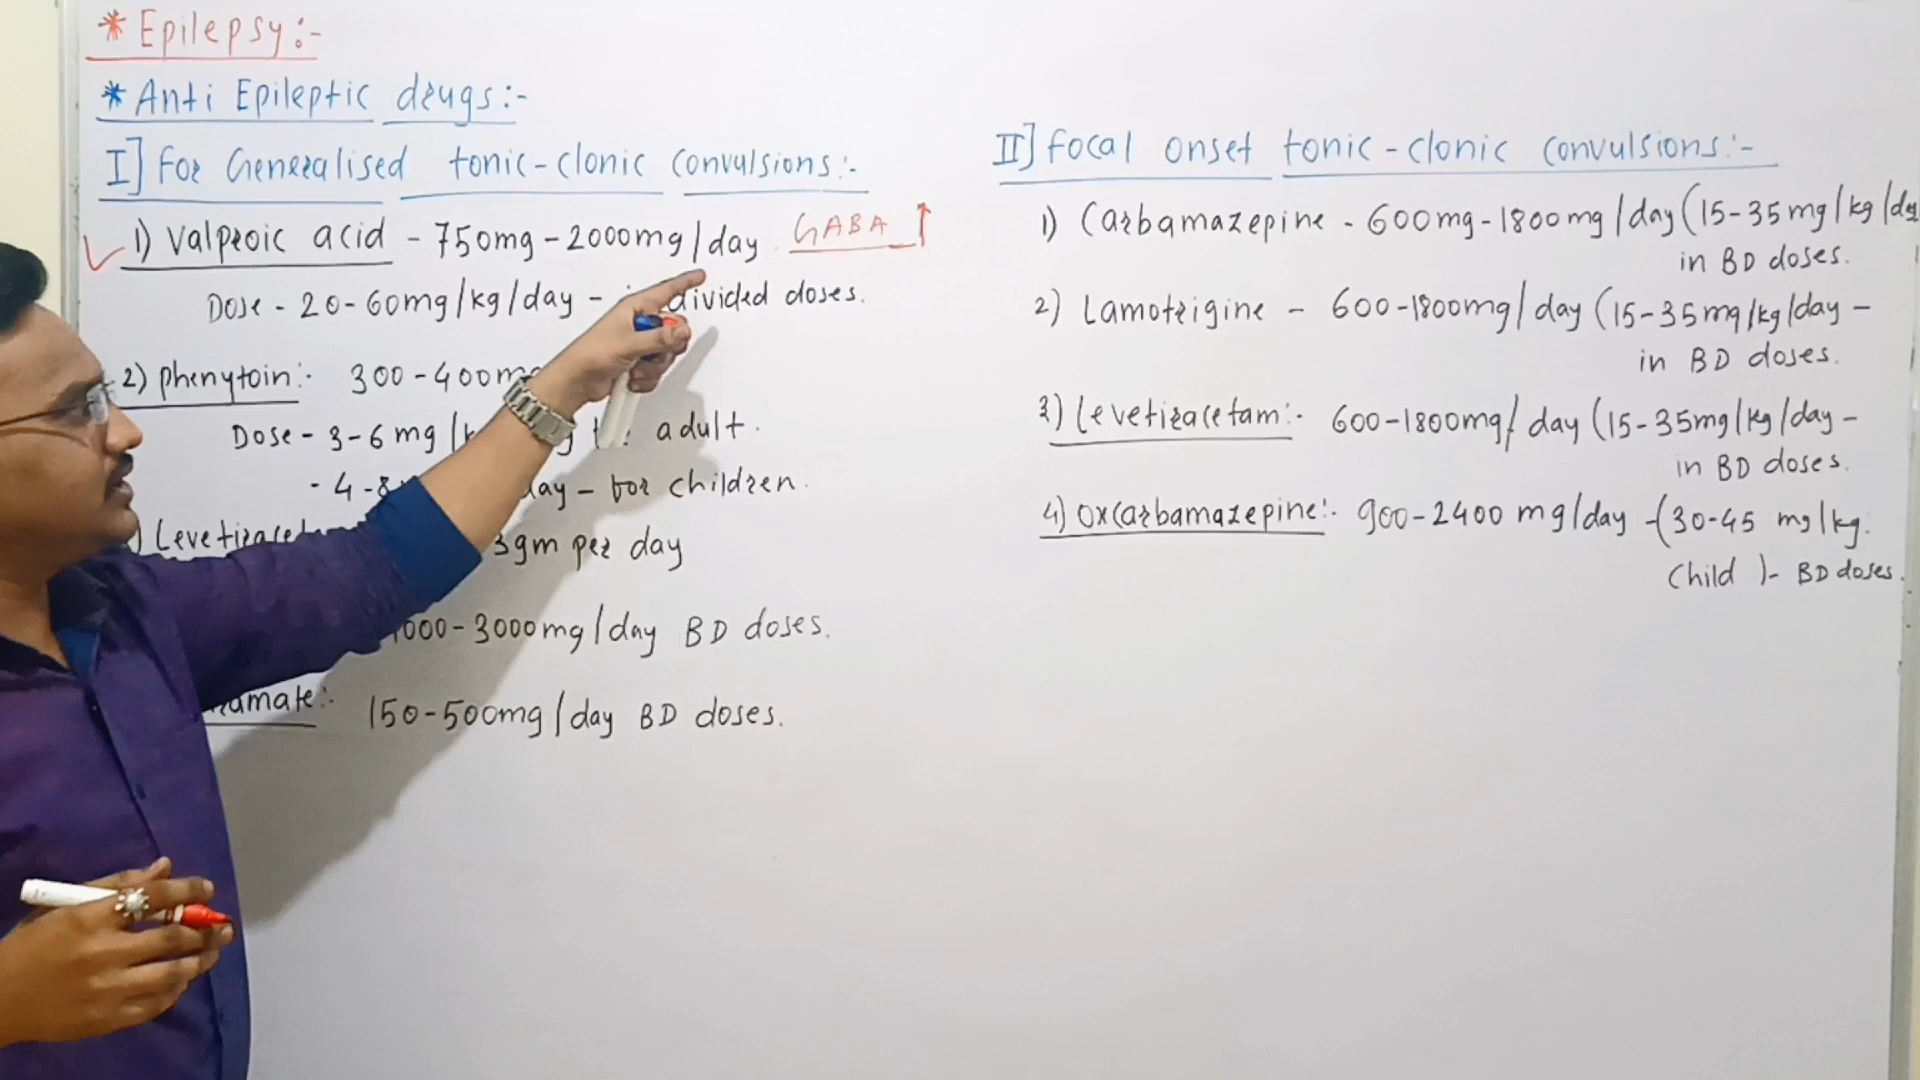 * Epilepsy:-
* Anti Epileptic drugs:-
I] For Generalised tonic-clonic convulsions:-
1) Valproic acid - 750mg - 2000mg/day. GABA ↑
Dose - 20-60mg/kg/day - divided doses.
2) Phenytoin:- 300-400m
Dose - 3-6 mg/ adult.
- 4-8 day - for children.
) Levetirace 3gm per day
1000-3000mg/day BD doses.
amate:- 150-500mg/day BD doses.
II] Focal onset tonic-clonic convulsions:-
1) Carbamazepine - 600mg-1800mg/day (15-35mg/kg/day
in BD doses.
2) Lamotrigine - 600-1800mg/day (15-35mg/kg/day -
in BD doses.
3) Levetiracetam:- 600-1800mg/day (15-35mg/kg/day -
in BD doses.
4) Oxcarbamazepine:- 900-2400 mg/day - (30-45 mg/kg.
Child )- BD doses.